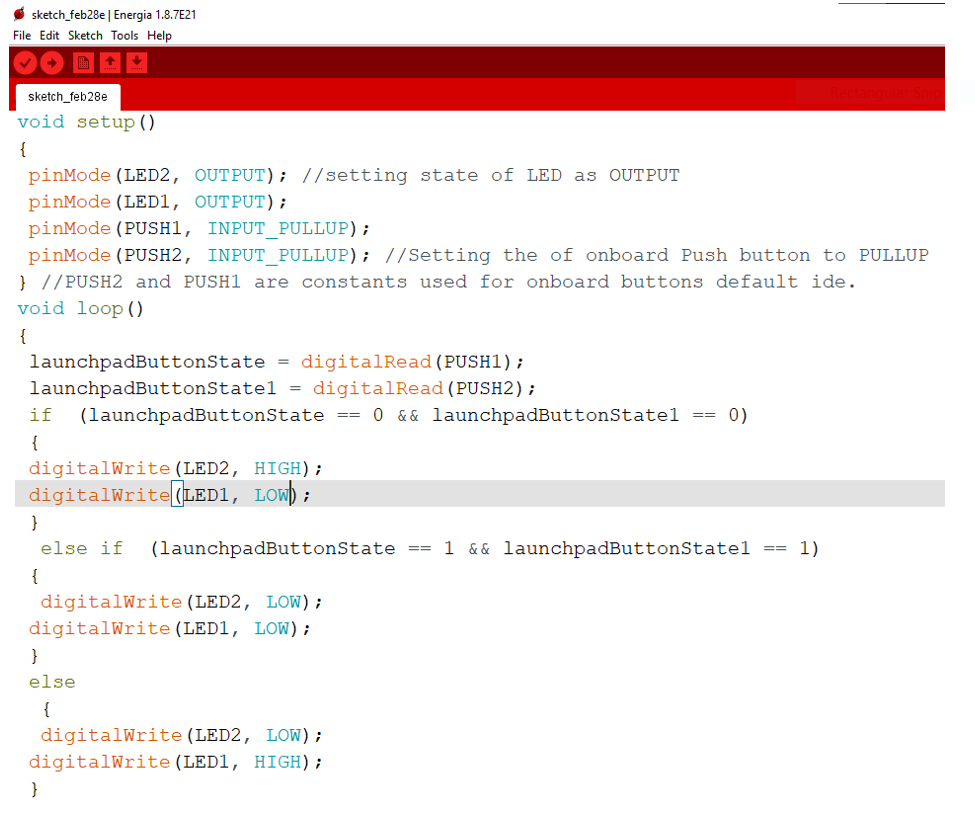 sketch_feb28e | Energia 1.8.7E21
File Edit Sketch Tools Help
sketch_feb28e
void setup()
{
pinMode(LED2, OUTPUT); //setting state of LED as OUTPUT
pinMode(LED1, OUTPUT);
pinMode(PUSH1, INPUT_PULLUP);
pinMode(PUSH2, INPUT_PULLUP); //Setting the of onboard Push button to PULLUP
} //PUSH2 and PUSH1 are constants used for onboard buttons default ide.
void loop()
{
launchpadButtonState = digitalRead(PUSH1);
launchpadButtonState1 = digitalRead(PUSH2);
if (launchpadButtonState == 0 && launchpadButtonState1 == 0)
{
digitalWrite(LED2, HIGH);
digitalWrite(LED1, LOW);
}
else if (launchpadButtonState == 1 && launchpadButtonState1 == 1)
{
digitalWrite(LED2, LOW);
digitalWrite(LED1, LOW);
}
else
{
digitalWrite(LED2, LOW);
digitalWrite(LED1, HIGH);
}